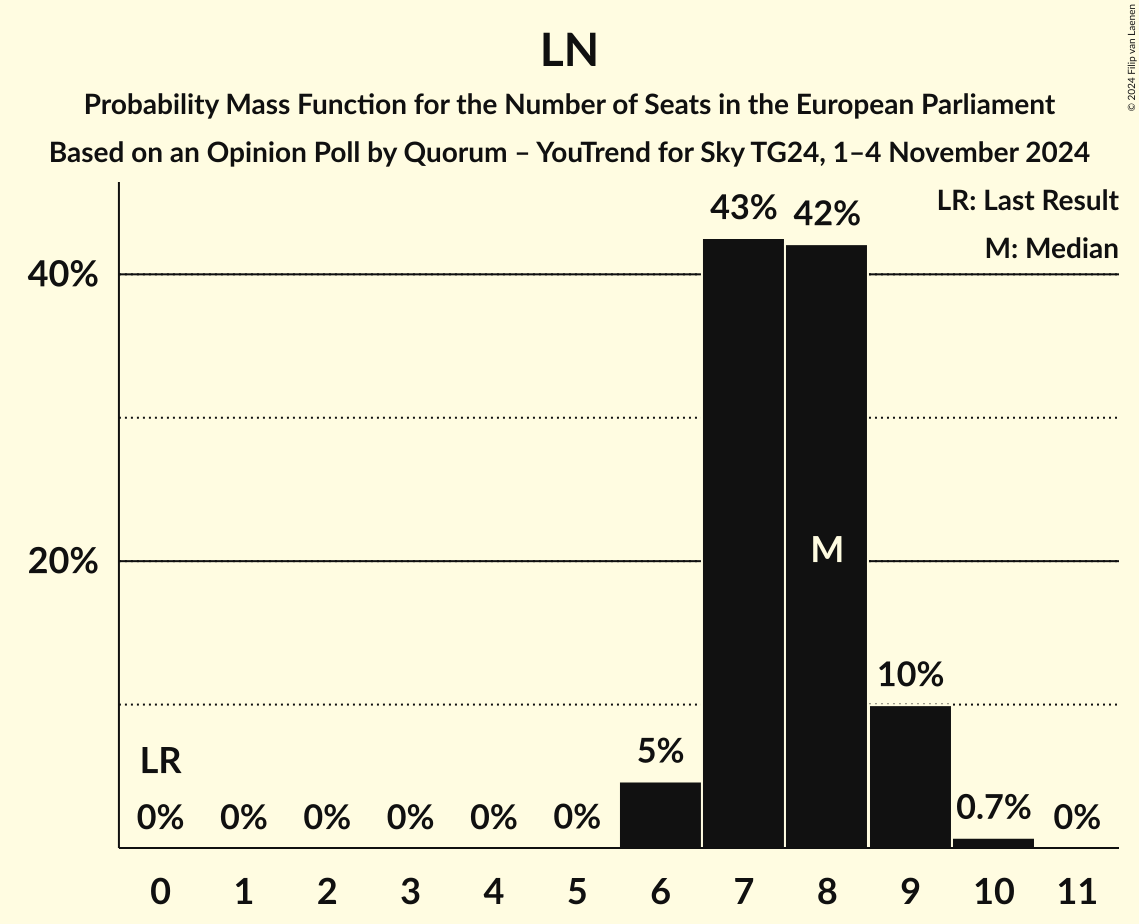 LN
Probability Mass Function for the Number of Seats in the European Parliament
Based on an Opinion Poll by Quorum – YouTrend for Sky TG24, 1–4 November 2024
© 2024 Filip van Laenen
LR: Last Result
M: Median
43% 42%
40%
20%
M
10%
LR
5%
0% 0% 0% 0% 0% 0% 0.7% 0%
0 1 2 3 4 5 6 7 8 9 10 11